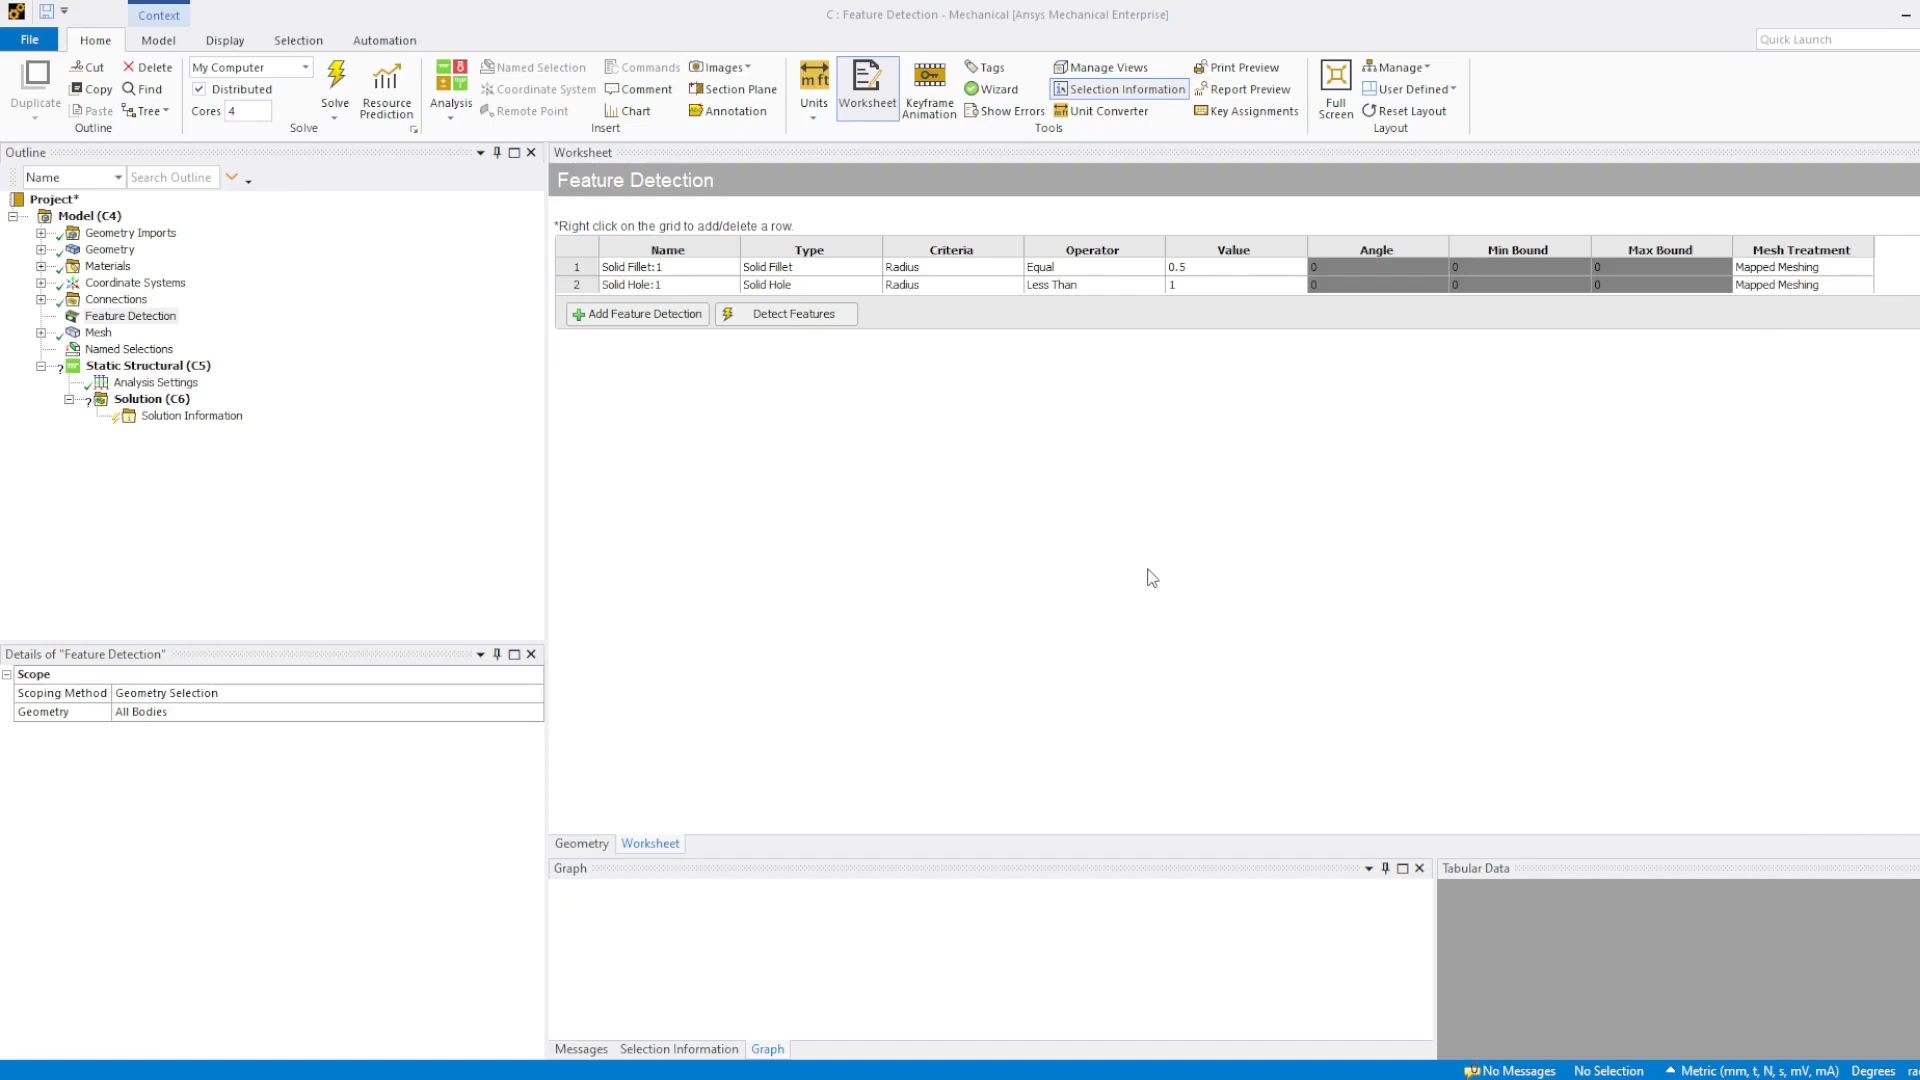 Context
C : Feature Detection - Mechanical [Ansys Mechanical Enterprise]
File Home Model Display Selection Automation
Quick Launch
Duplicate
Cut
Delete
Copy
Find
Paste
Tree
Outline
My Computer
Distributed
Cores 4
Solve
Resource Prediction
Solve
Analysis
Named Selection
Coordinate System
Remote Point
Commands
Comment
Chart
Images
Section Plane
Annotation
Insert
Units
Worksheet
Keyframe Animation
Tags
Wizard
Show Errors
Manage Views
Selection Information
Unit Converter
Print Preview
Report Preview
Key Assignments
Tools
Full Screen
Manage
User Defined
Reset Layout
Layout
Outline
Name Search Outline
Project*
Model (C4)
Geometry Imports
Geometry
Materials
Coordinate Systems
Connections
Feature Detection
Mesh
Named Selections
Static Structural (C5)
Analysis Settings
Solution (C6)
Solution Information
Details of "Feature Detection"
Scope
Scoping Method Geometry Selection
Geometry All Bodies
Worksheet
Feature Detection
*Right click on the grid to add/delete a row.
Name Type Criteria Operator Value Angle Min Bound Max Bound Mesh Treatment
1 Solid Fillet:1 Solid Fillet Radius Equal 0.5 0 0 0 Mapped Meshing
2 Solid Hole:1 Solid Hole Radius Less Than 1 0 0 0 Mapped Meshing
Add Feature Detection Detect Features
Geometry Worksheet
Graph
Tabular Data
Messages Selection Information Graph
No Messages No Selection Metric (mm, t, N, s, mV, mA) Degrees ra